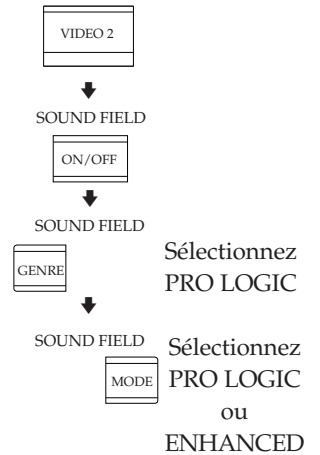 VIDEO 2
SOUND FIELD
ON/OFF
SOUND FIELD
GENRE
Sélectionnez
PRO LOGIC
SOUND FIELD
MODE
Sélectionnez
PRO LOGIC
ou
ENHANCED